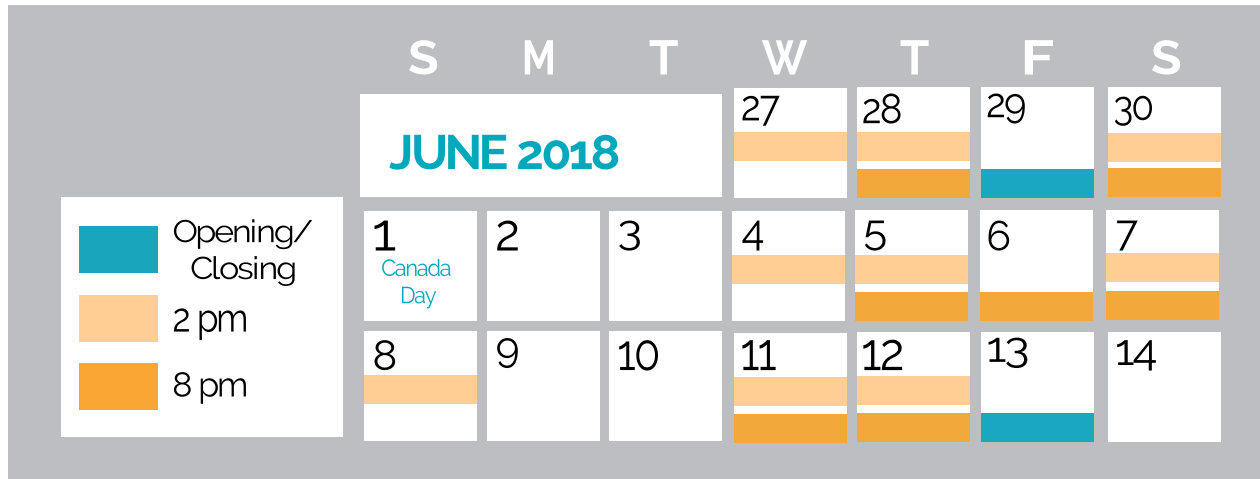 S M T W T F S
JUNE 2018 27 28 29 30
Opening/
Closing
2 pm
8 pm
1 2 3 4 5 6 7
Canada
Day
8 9 10 11 12 13 14